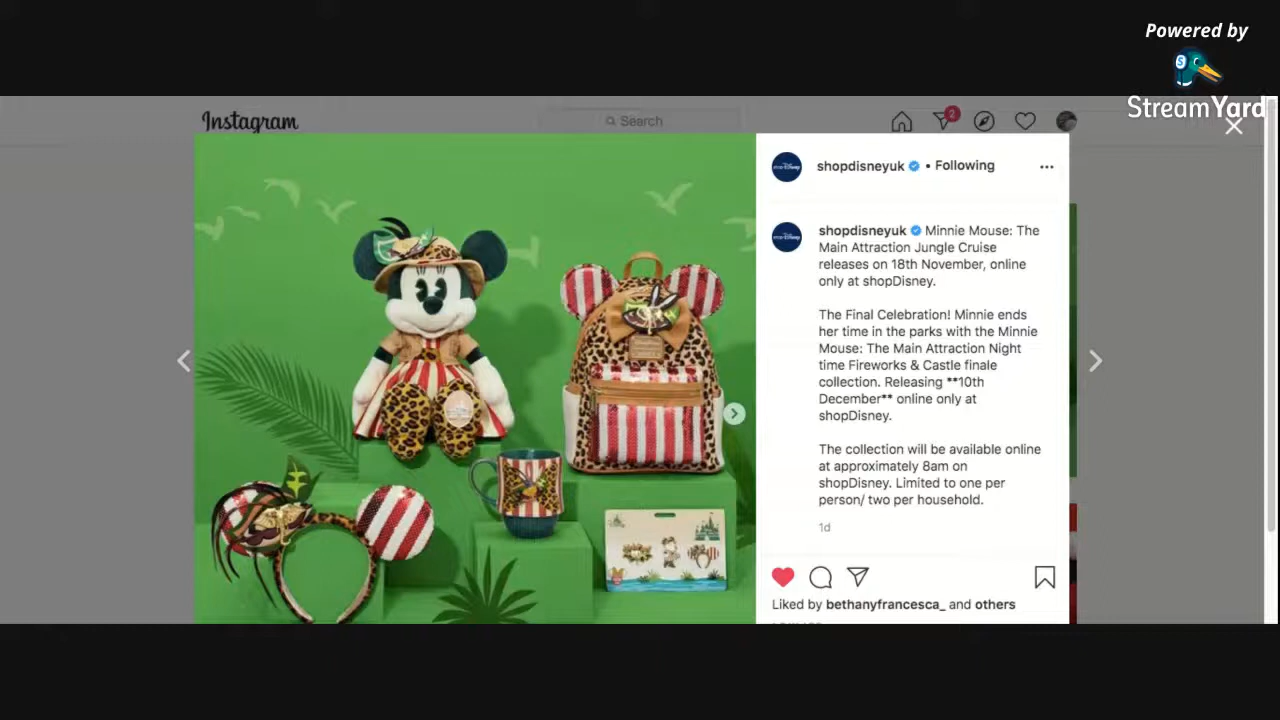 Powered by
StreamYard
Instagram
Search
2
shopdisneyuk • Following
shopdisneyuk Minnie Mouse: The
Main Attraction Jungle Cruise
releases on 18th November, online
only at shopDisney.
The Final Celebration! Minnie ends
her time in the parks with the Minnie
Mouse: The Main Attraction Night
time Fireworks & Castle finale
collection. Releasing **10th
December** online only at
shopDisney.
The collection will be available online
at approximately 8am on
shopDisney. Limited to one per
person/ two per household.
1d
Liked by bethanyfrancesca_ and others